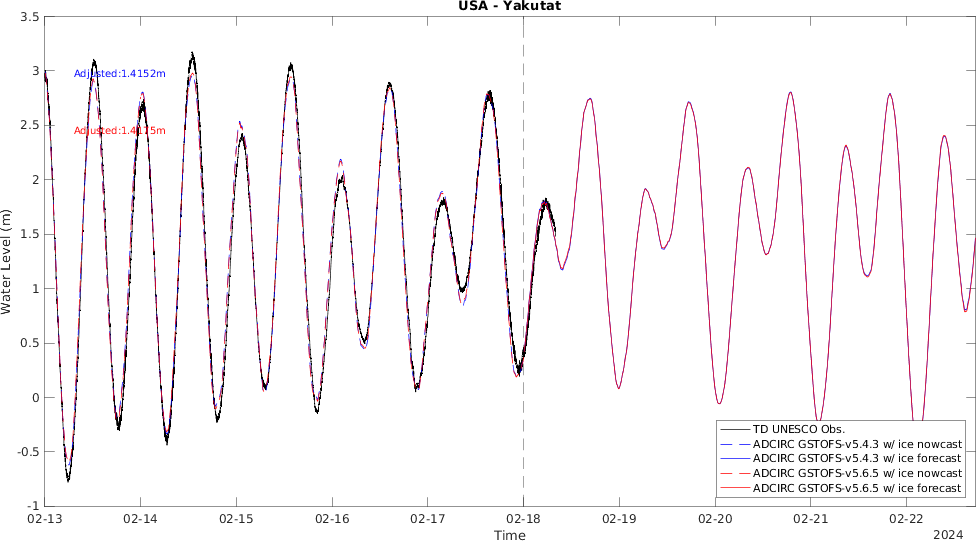 USA - Yakutat
3.5
3
2.5
2
1.5
1
0.5
0
-0.5
-1
Water Level (m)
Adjusted:1.4152m
Adjusted:1.4175m
TD UNESCO Obs.
ADCIRC GSTOFS-v5.4.3 w/ ice nowcast
ADCIRC GSTOFS-v5.4.3 w/ ice forecast
ADCIRC GSTOFS-v5.6.5 w/ ice nowcast
ADCIRC GSTOFS-v5.6.5 w/ ice forecast
02-13 02-14 02-15 02-16 02-17 02-18 02-19 02-20 02-21 02-22
Time
2024